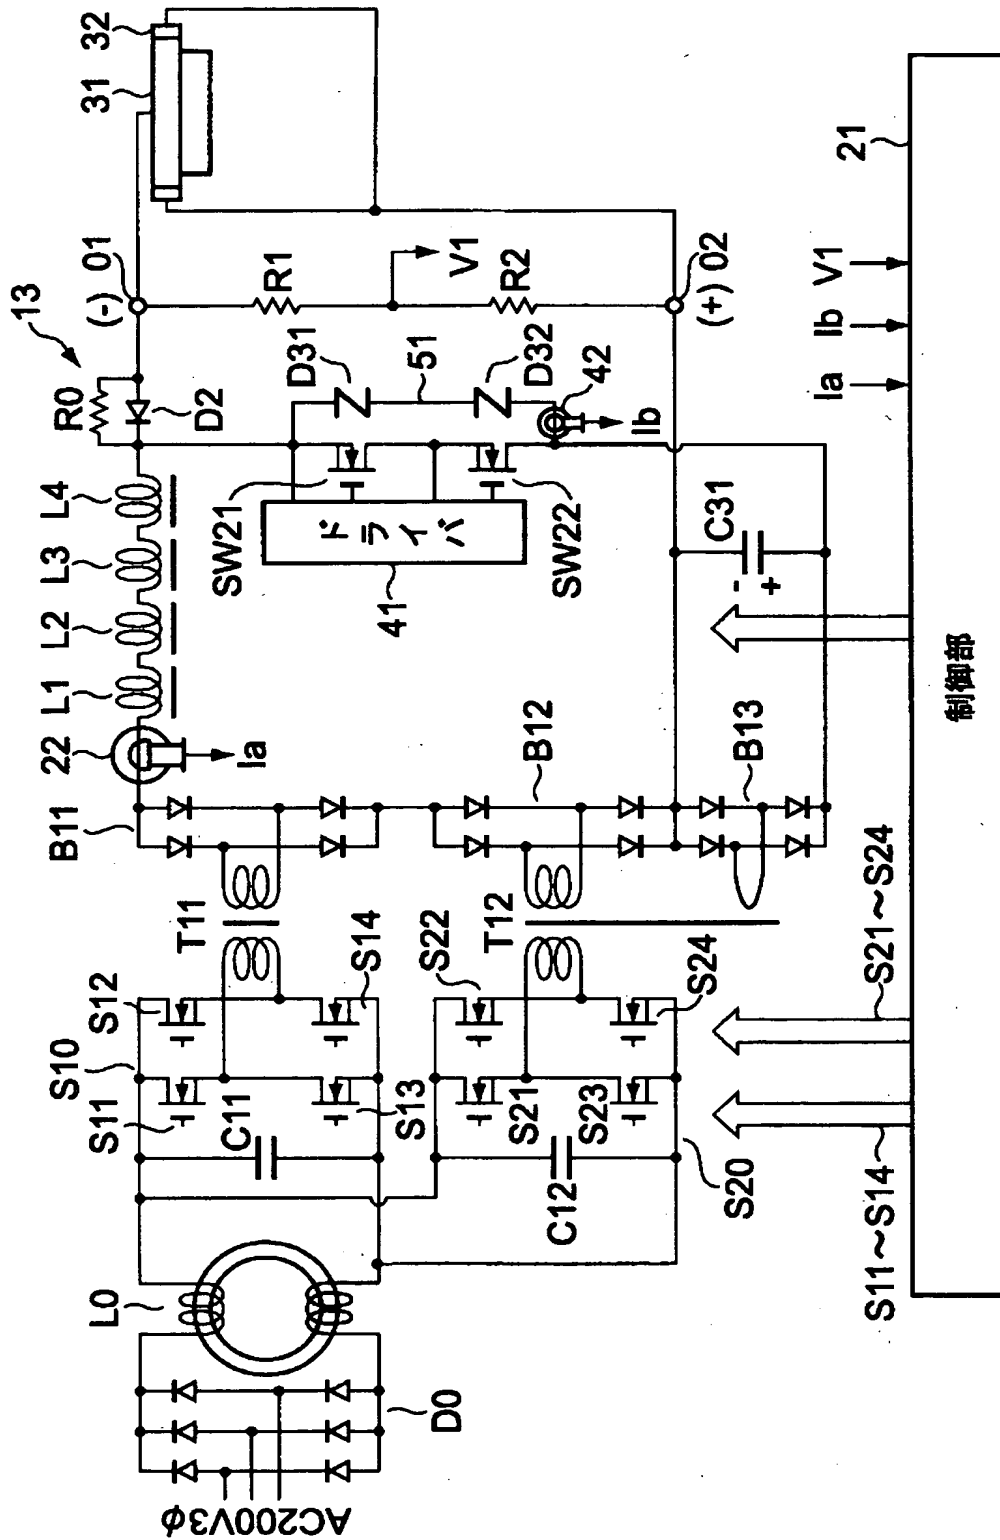 AC200V3φ
D0
L0
S10
S11
S12
C11
S13
S14
T11
B11
22
Ia
L1
L2
L3
L4
R0
13
D2
(-)
01
31
32
R1
V1
R2
(+)
02
SW21
ドライバ
41
SW22
D31
51
D32
42
Ib
S20
C12
S21
S22
S23
S24
T12
B12
B13
C31
-
+
S11～S14
S21～S24
Ia
Ib
V1
21
制御部